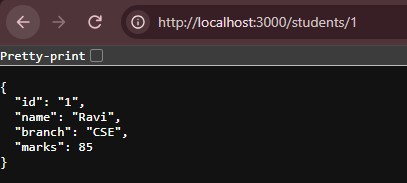 http://localhost:3000/students/1
Pretty-print
{
  "id": "1",
  "name": "Ravi",
  "branch": "CSE",
  "marks": 85
}